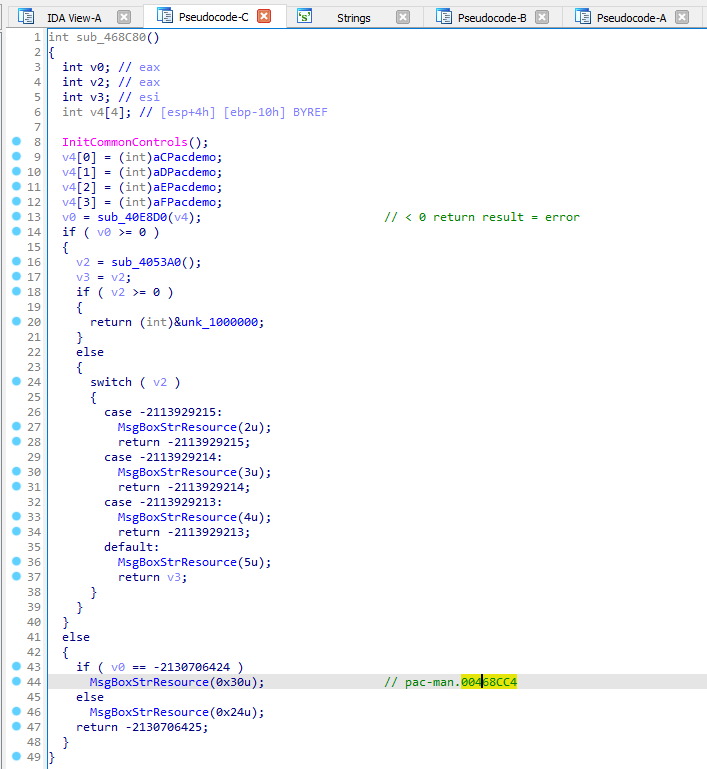 IDA View-A Pseudocode-C Strings Pseudocode-B Pseudocode-A
1 int sub_468C80()
2 {
3 int v0; // eax
4 int v2; // eax
5 int v3; // esi
6 int v4[4]; // [esp+4h] [ebp-10h] BYREF
7
8 InitCommonControls();
9 v4[0] = (int)aCPacdemo;
10 v4[1] = (int)aDPacdemo;
11 v4[2] = (int)aEPacdemo;
12 v4[3] = (int)aFPacdemo;
13 v0 = sub_40E8D0(v4); // < 0 return result = error
14 if ( v0 >= 0 )
15 {
16 v2 = sub_4053A0();
17 v3 = v2;
18 if ( v2 >= 0 )
19 {
20 return (int)&unk_1000000;
21 }
22 else
23 {
24 switch ( v2 )
25 {
26 case -2113929215:
27 MsgBoxStrResource(2u);
28 return -2113929215;
29 case -2113929214:
30 MsgBoxStrResource(3u);
31 return -2113929214;
32 case -2113929213:
33 MsgBoxStrResource(4u);
34 return -2113929213;
35 default:
36 MsgBoxStrResource(5u);
37 return v3;
38 }
39 }
40 }
41 else
42 {
43 if ( v0 == -2130706424 )
44 MsgBoxStrResource(0x30u); // pac-man.00468CC4
45 else
46 MsgBoxStrResource(0x24u);
47 return -2130706425;
48 }
49 }